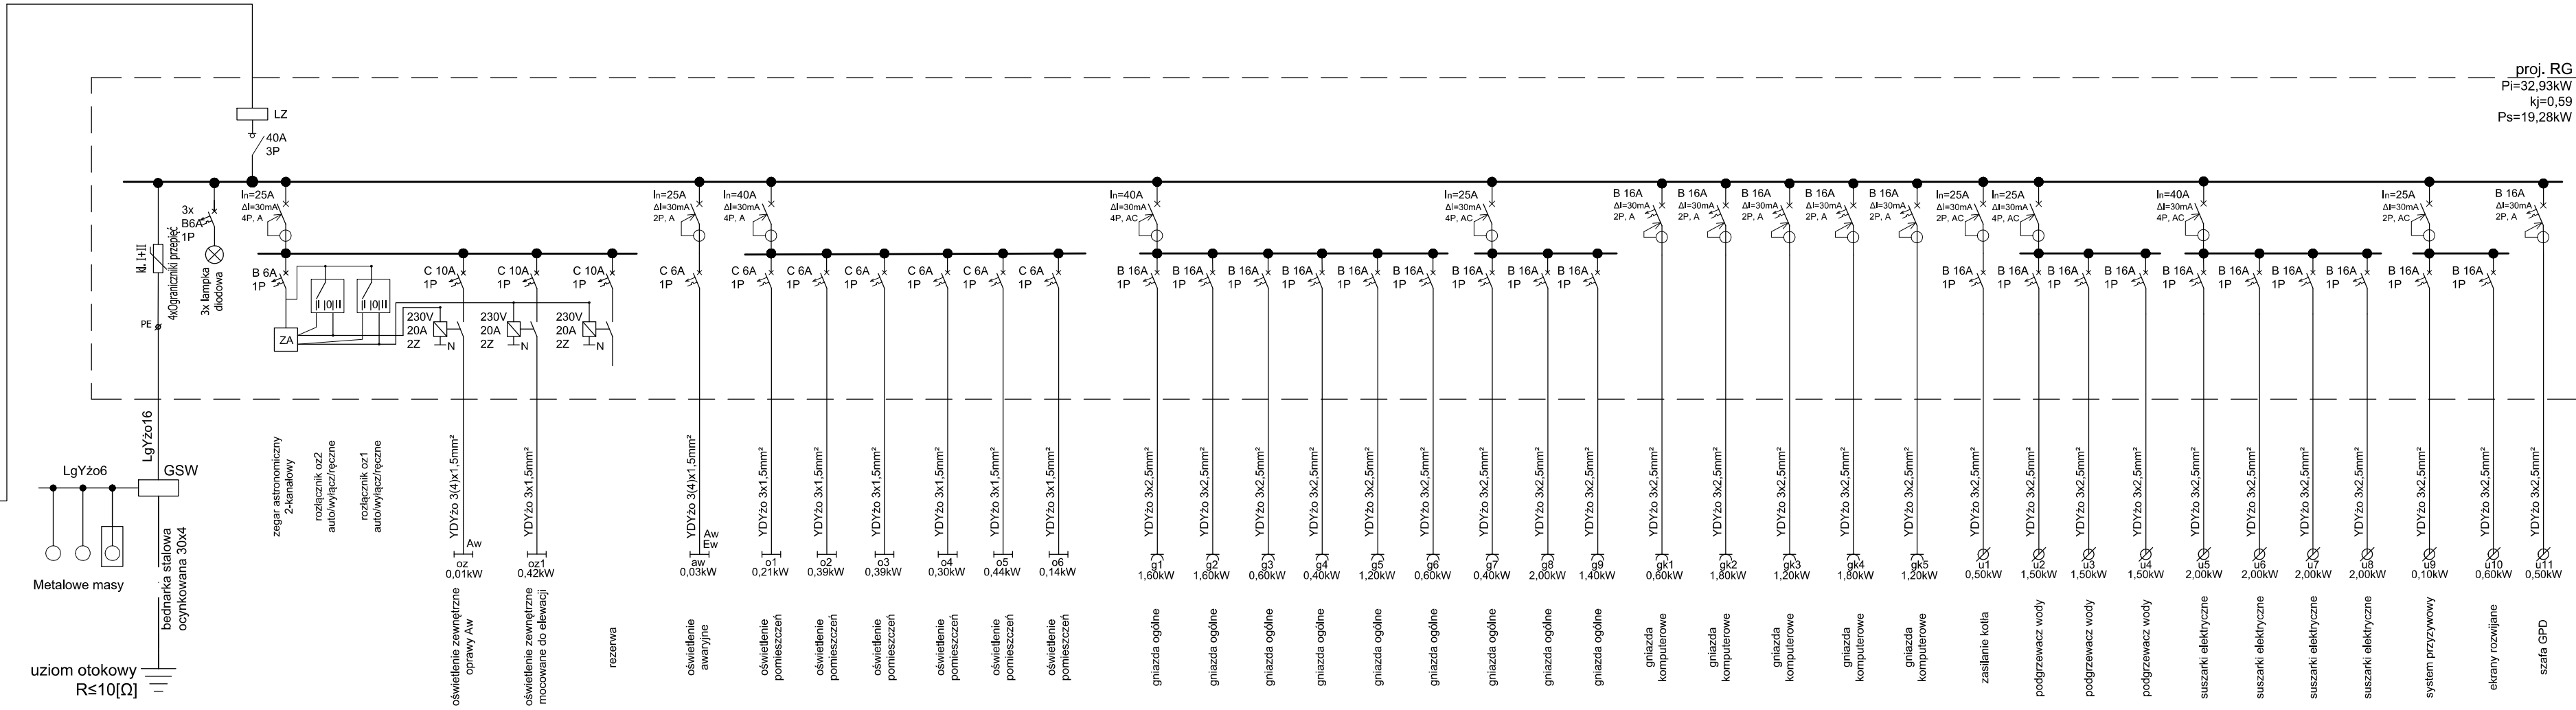 proj. RG
Pi=32,93kW
kj=0,59
Ps=19,28kW
LZ
40A
3P
kl. I+II
4xOgraniczniki przepięć
PE
3x
B6A
1P
3x lampka
diodowa
In=25A
ΔI=30mA
4P, A
In=25A
ΔI=30mA
2P, A
In=40A
ΔI=30mA
4P, A
In=40A
ΔI=30mA
4P, AC
In=25A
ΔI=30mA
4P, AC
B 16A
ΔI=30mA
2P, A
B 16A
ΔI=30mA
2P, A
B 16A
ΔI=30mA
2P, A
B 16A
ΔI=30mA
2P, A
B 16A
ΔI=30mA
2P, A
In=25A
ΔI=30mA
2P, AC
In=25A
ΔI=30mA
4P, AC
In=40A
ΔI=30mA
4P, AC
In=25A
ΔI=30mA
2P, AC
B 16A
ΔI=30mA
2P, A
B 6A
1P
I 0 II
I 0 II
ZA
C 10A
1P
C 10A
1P
C 10A
1P
230V
20A
2Z
N
230V
20A
2Z
N
230V
20A
2Z
N
C 6A
1P
C 6A
1P
C 6A
1P
C 6A
1P
C 6A
1P
C 6A
1P
C 6A
1P
B 16A
1P
B 16A
1P
B 16A
1P
B 16A
1P
B 16A
1P
B 16A
1P
B 16A
1P
B 16A
1P
B 16A
1P
B 16A
1P
B 16A
1P
B 16A
1P
B 16A
1P
B 16A
1P
B 16A
1P
B 16A
1P
B 16A
1P
B 16A
1P
B 16A
1P
LgYżo16
LgYżo6
GSW
Metalowe masy
bednarka stalowa
ocynkowana 30x4
uziom otokowy
R≤10[Ω]
zegar astronomiczny
2-kanałowy
rozłącznik oz2
auto/wyłącz/ręczne
rozłącznik oz1
auto/wyłącz/ręczne
YDYżo 3(4)x1,5mm²
Aw
oz
0,01kW
oświetlenie zewnętrzne
oprawy Aw
YDYżo 3x1,5mm²
oz1
0,42kW
oświetlenie zewnętrzne
mocowane do elewacji
rezerwa
YDYżo 3(4)x1,5mm²
Aw
Ew
aw
0,03kW
oświetlenie
awaryjne
YDYżo 3x1,5mm²
o1
0,21kW
oświetlenie
pomieszczeń
YDYżo 3x1,5mm²
o2
0,39kW
oświetlenie
pomieszczeń
YDYżo 3x1,5mm²
o3
0,39kW
oświetlenie
pomieszczeń
YDYżo 3x1,5mm²
o4
0,30kW
oświetlenie
pomieszczeń
YDYżo 3x1,5mm²
o5
0,44kW
oświetlenie
pomieszczeń
YDYżo 3x1,5mm²
o6
0,14kW
oświetlenie
pomieszczeń
YDYżo 3x2,5mm²
g1
1,60kW
gniazda ogólne
YDYżo 3x2,5mm²
g2
1,60kW
gniazda ogólne
YDYżo 3x2,5mm²
g3
0,60kW
gniazda ogólne
YDYżo 3x2,5mm²
g4
0,40kW
gniazda ogólne
YDYżo 3x2,5mm²
g5
1,20kW
gniazda ogólne
YDYżo 3x2,5mm²
g6
0,60kW
gniazda ogólne
YDYżo 3x2,5mm²
g7
0,40kW
gniazda ogólne
YDYżo 3x2,5mm²
g8
2,00kW
gniazda ogólne
YDYżo 3x2,5mm²
g9
1,40kW
gniazda ogólne
YDYżo 3x2,5mm²
gk1
0,60kW
gniazda
komputerowe
YDYżo 3x2,5mm²
gk2
1,80kW
gniazda
komputerowe
YDYżo 3x2,5mm²
gk3
1,20kW
gniazda
komputerowe
YDYżo 3x2,5mm²
gk4
1,80kW
gniazda
komputerowe
YDYżo 3x2,5mm²
gk5
1,20kW
gniazda
komputerowe
YDYżo 3x2,5mm²
u1
0,50kW
zasilanie kotła
YDYżo 3x2,5mm²
u2
1,50kW
podgrzewacz wody
YDYżo 3x2,5mm²
u3
1,50kW
podgrzewacz wody
YDYżo 3x2,5mm²
u4
1,50kW
podgrzewacz wody
YDYżo 3x2,5mm²
u5
2,00kW
suszarki elektryczne
YDYżo 3x2,5mm²
u6
2,00kW
suszarki elektryczne
YDYżo 3x2,5mm²
u7
2,00kW
suszarki elektryczne
YDYżo 3x2,5mm²
u8
2,00kW
suszarki elektryczne
YDYżo 3x2,5mm²
u9
0,10kW
system przyzywowy
YDYżo 3x2,5mm²
u10
0,60kW
ekrany rozwijane
YDYżo 3x2,5mm²
u11
0,50kW
szafa GPD